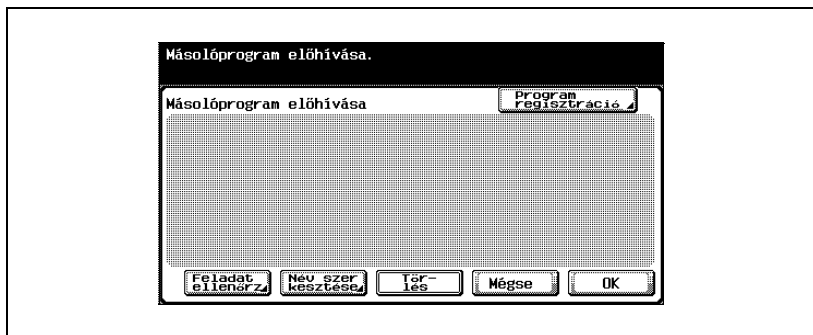 Másolóprogram előhívása.
Másolóprogram előhívása
Program
regisztráció
Feladat
ellenőrz
Név szer
kesztése
Tör-
lés
Mégse
OK